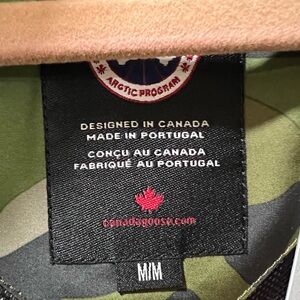 ARCTIC PROGRAM
DESIGNED IN CANADA
MADE IN PORTUGAL
CONÇU AU CANADA
FABRIQUÉ AU PORTUGAL
canadagoose.com
M/M